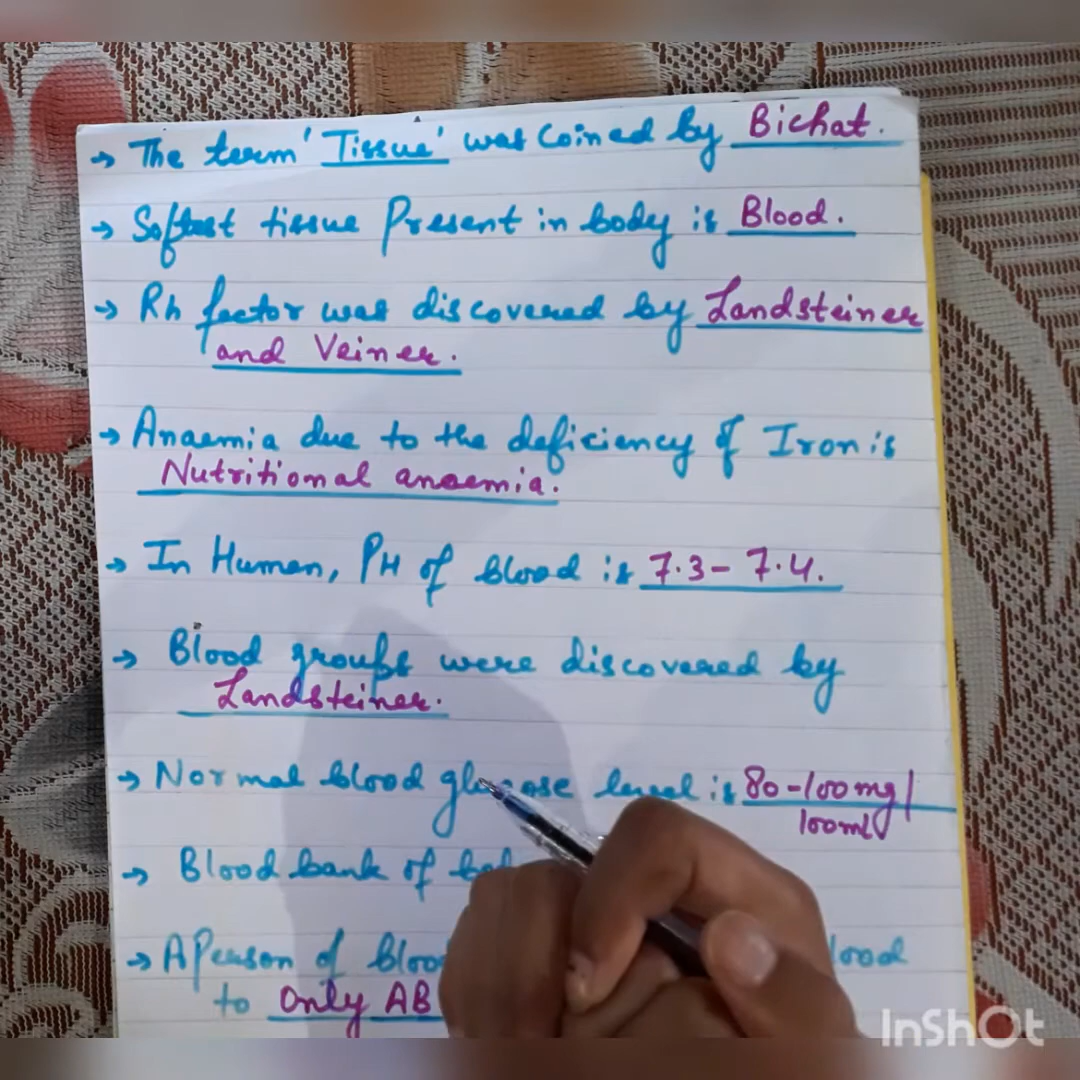 → The term 'Tissue' was coined by Bichat.
→ Softest tissue Present in body is Blood.
→ Rh factor was discovered by Landsteiner
and Veiner.
→ Anaemia due to the deficiency of Iron is
Nutritional anaemia.
→ In Human, PH of blood is 7.3-7.4.
→ Blood groups were discovered by
Landsteiner.
→ Normal blood glucose level is 80-100mg/
100ml
→ Blood bank of
→ A Person of blood
to only AB
InShOt